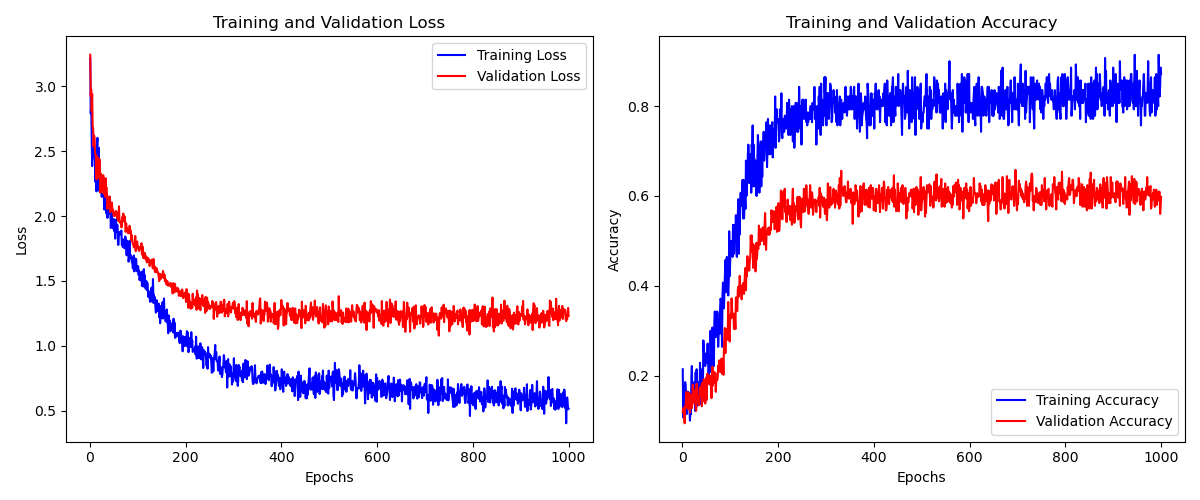 Training and Validation Loss
Training Loss
Validation Loss
3.0
2.5
2.0
1.5
1.0
0.5
Loss
0 200 400 600 800 1000
Epochs
Training and Validation Accuracy
0.8
0.6
0.4
0.2
Accuracy
Training Accuracy
Validation Accuracy
0 200 400 600 800 1000
Epochs